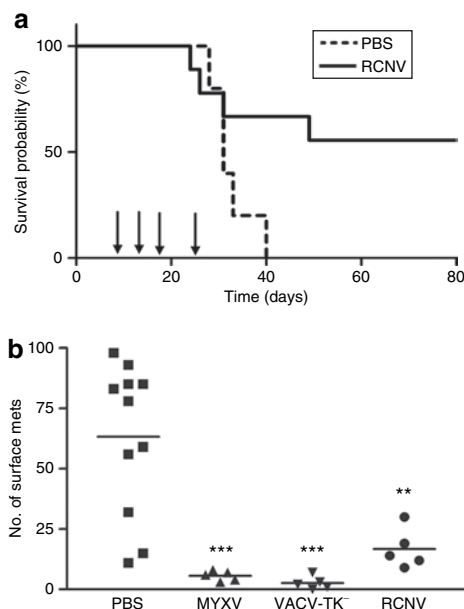 a
100
50
0
Survival probability (%)
PBS
RCNV
0 20 40 60 80
Time (days)
b
100
75
50
25
0
No. of surface mets
*** *** **
PBS MYXV VACV-TK⁻ RCNV